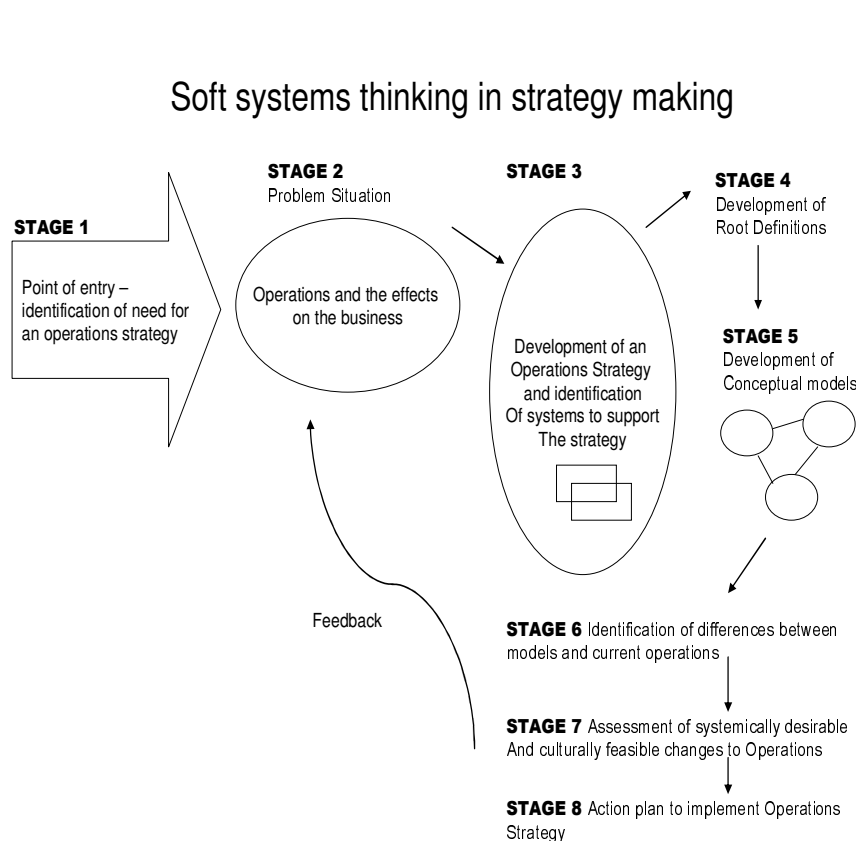 Soft systems thinking in strategy making
STAGE 1
Point of entry –
identification of need for
an operations strategy
STAGE 2
Problem Situation
Operations and the effects
on the business
STAGE 3
Development of an
Operations Strategy
and identification
Of systems to support
The strategy
STAGE 4
Development of
Root Definitions
STAGE 5
Development of
Conceptual models
STAGE 6 Identification of differences between
models and current operations
STAGE 7 Assessment of systemically desirable
And culturally feasible changes to Operations
STAGE 8 Action plan to implement Operations
Strategy
Feedback